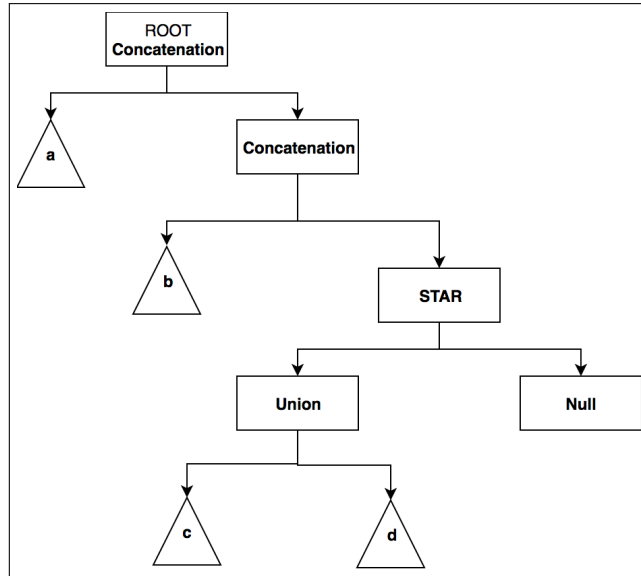 ROOT
Concatenation
a
Concatenation
b
STAR
Union
Null
c
d